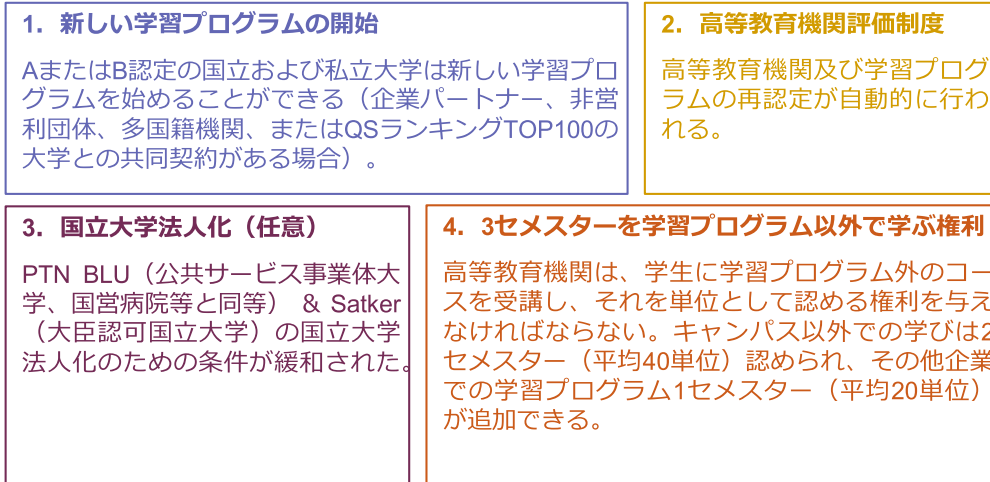 1. 新しい学習プログラムの開始
AまたはB認定の国立および私立大学は新しい学習プロ
グラムを始めることができる（企業パートナー、非営
利団体、多国籍機関、またはQSランキングTOP100の
大学との共同契約がある場合）。
2. 高等教育機関評価制度
高等教育機関及び学習プログ
ラムの再認定が自動的に行わ
れる。
3. 国立大学法人化（任意）
PTN BLU（公共サービス事業体大
学、国営病院等と同等） & Satker
（大臣認可国立大学）の国立大学
法人化のための条件が緩和された。
4. 3セメスターを学習プログラム以外で学ぶ権利
高等教育機関は、学生に学習プログラム外のコー
スを受講し、それを単位として認める権利を与え
なければならない。キャンパス以外での学びは2
セメスター（平均40単位）認められ、その他企業
での学習プログラム1セメスター（平均20単位）
が追加できる。